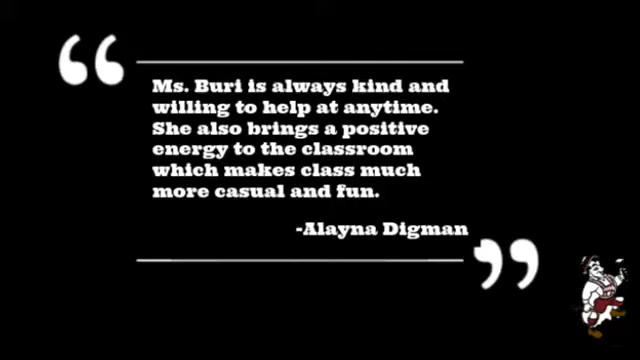 Ms. Buri is always kind and
willing to help at anytime.
She also brings a positive
energy to the classroom
which makes class much
more casual and fun.
-Alayna Digman